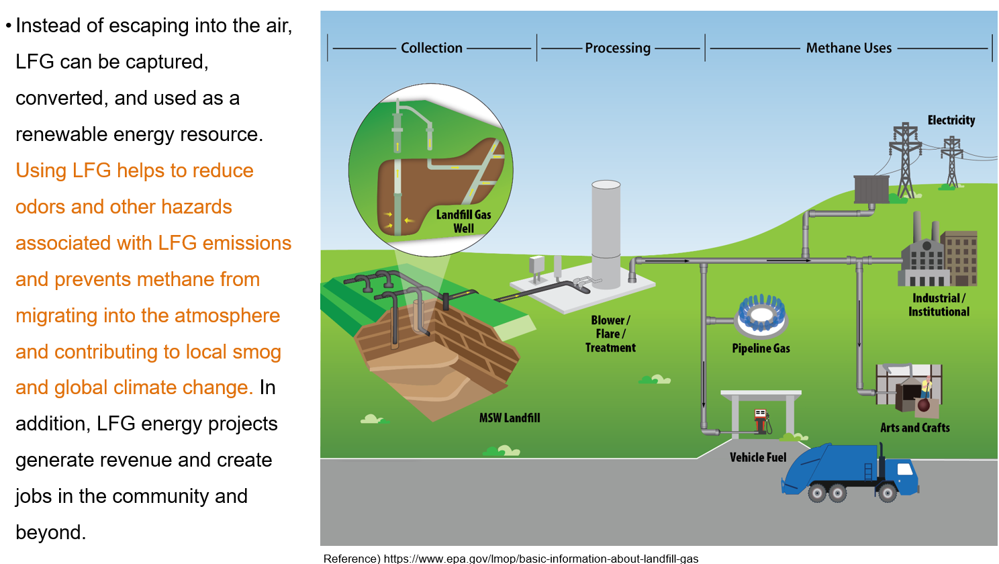 • Instead of escaping into the air,
LFG can be captured,
converted, and used as a
renewable energy resource.
Using LFG helps to reduce
odors and other hazards
associated with LFG emissions
and prevents methane from
migrating into the atmosphere
and contributing to local smog
and global climate change. In
addition, LFG energy projects
generate revenue and create
jobs in the community and
beyond.
Collection
Processing
Methane Uses
Landfill Gas
Well
MSW Landfill
Blower /
Flare /
Treatment
Electricity
Industrial /
Institutional
Pipeline Gas
Arts and Crafts
Vehicle Fuel
Reference) https://www.epa.gov/lmop/basic-information-about-landfill-gas